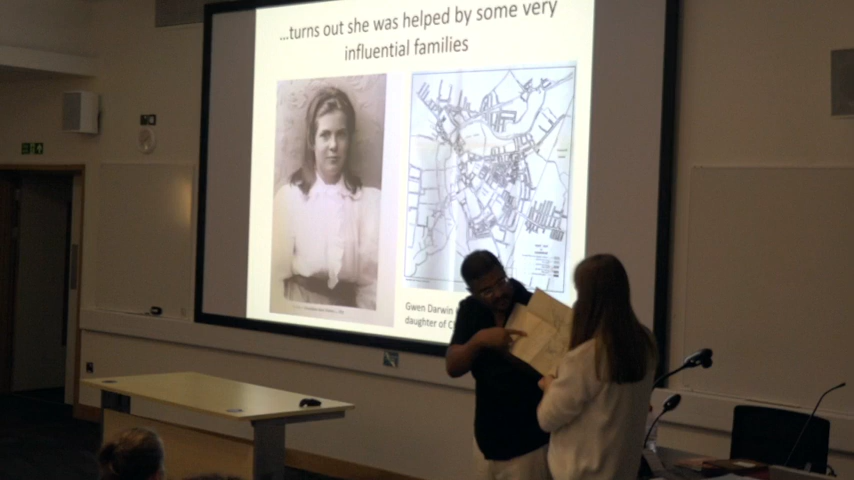 ...turns out she was helped by some very
influential families
Gwen Darwin
daughter of C